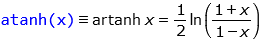 atanh(x) ≡ artanh x = 1/2 ln((1+x)/(1−x))